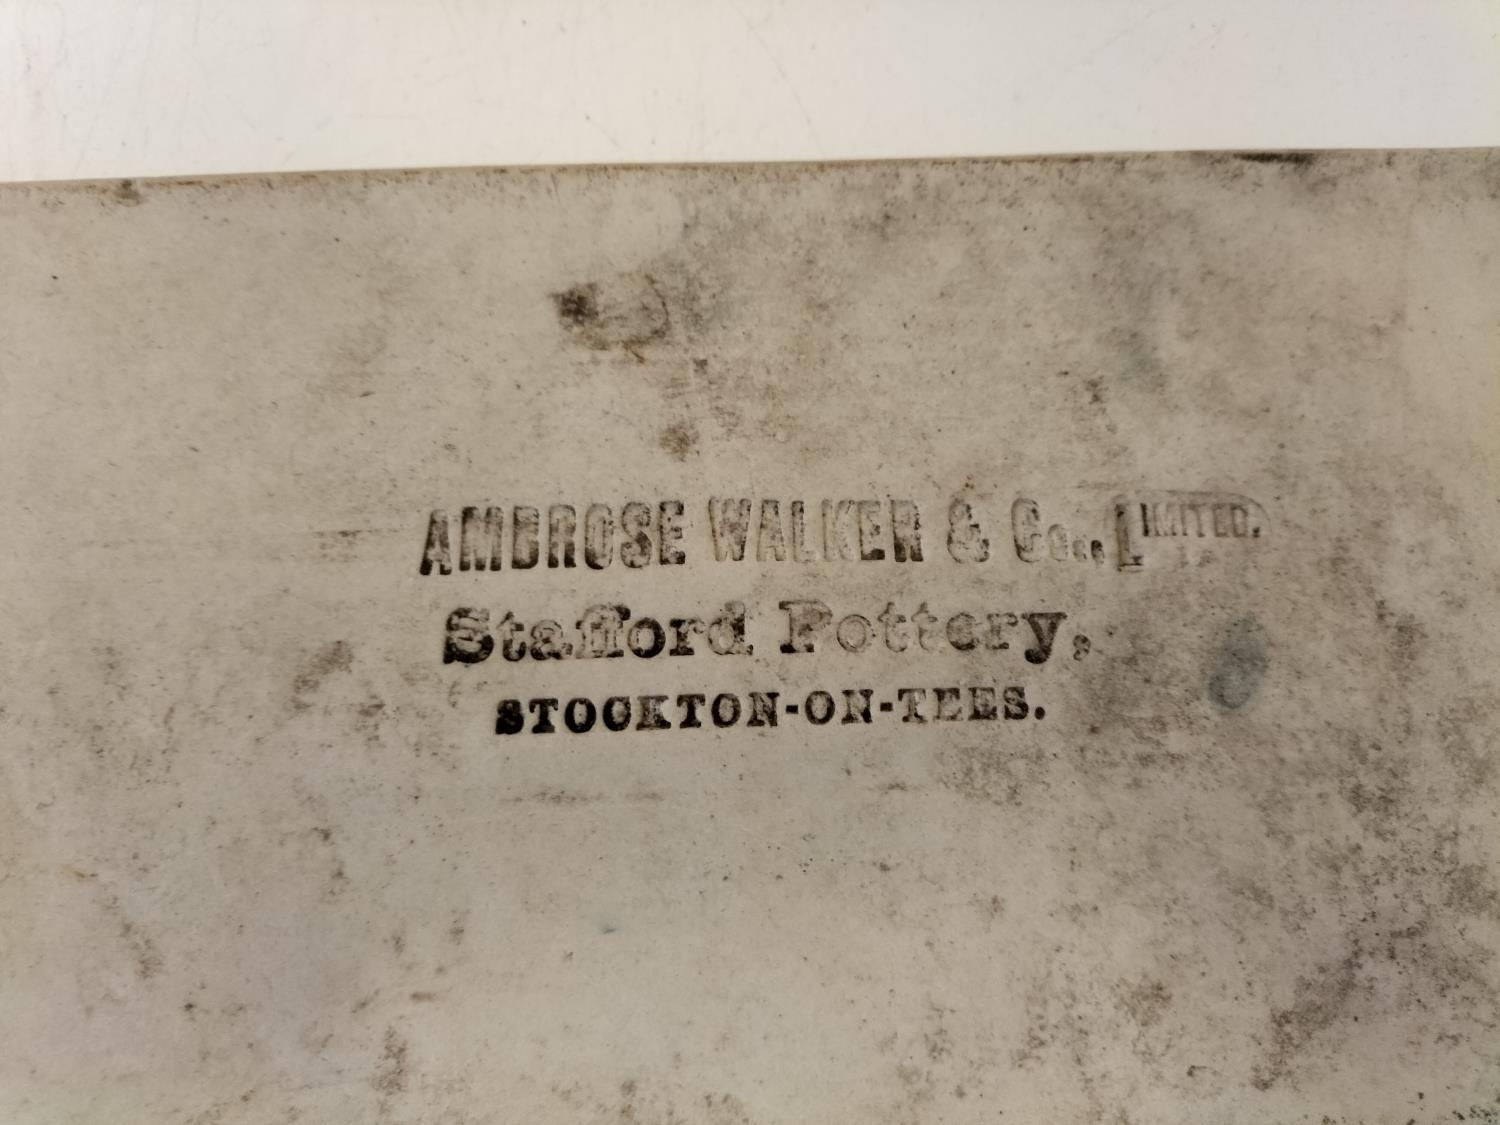 AMBROSE WALKER & Co., LIMITED.
Stafford Pottery,
STOCKTON-ON-TEES.